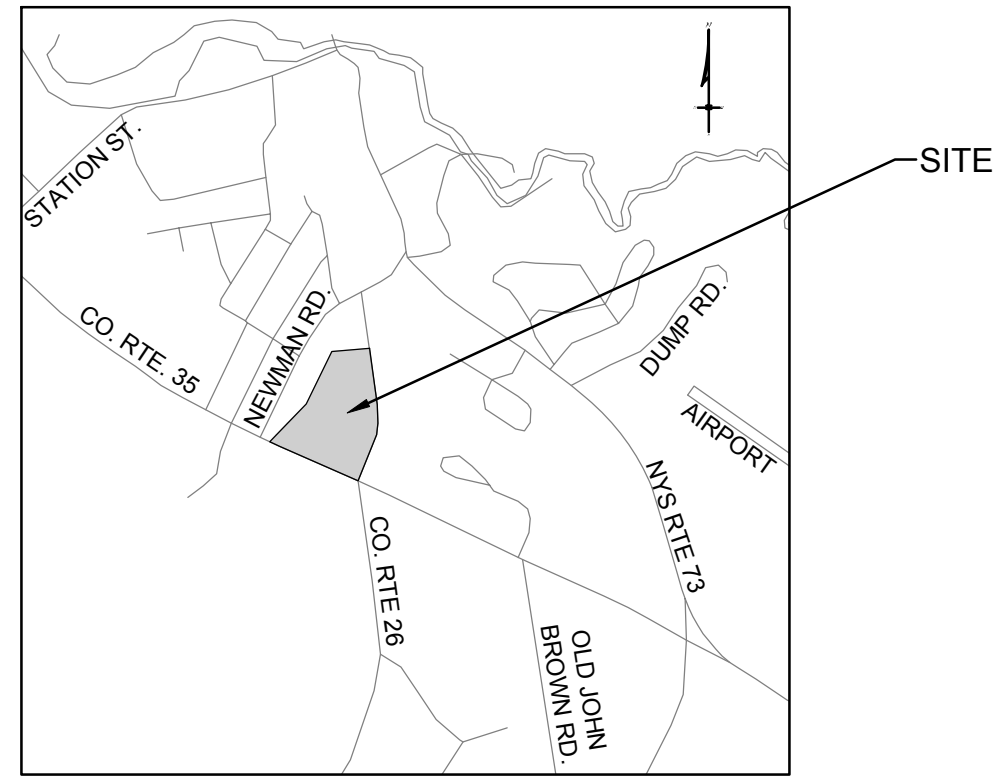 N
STATION ST.
SITE
CO. RTE. 35
NEWMAN RD.
DUMP RD.
AIRPORT
NYS RTE 73
CO. RTE 26
OLD JOHN
BROWN RD.